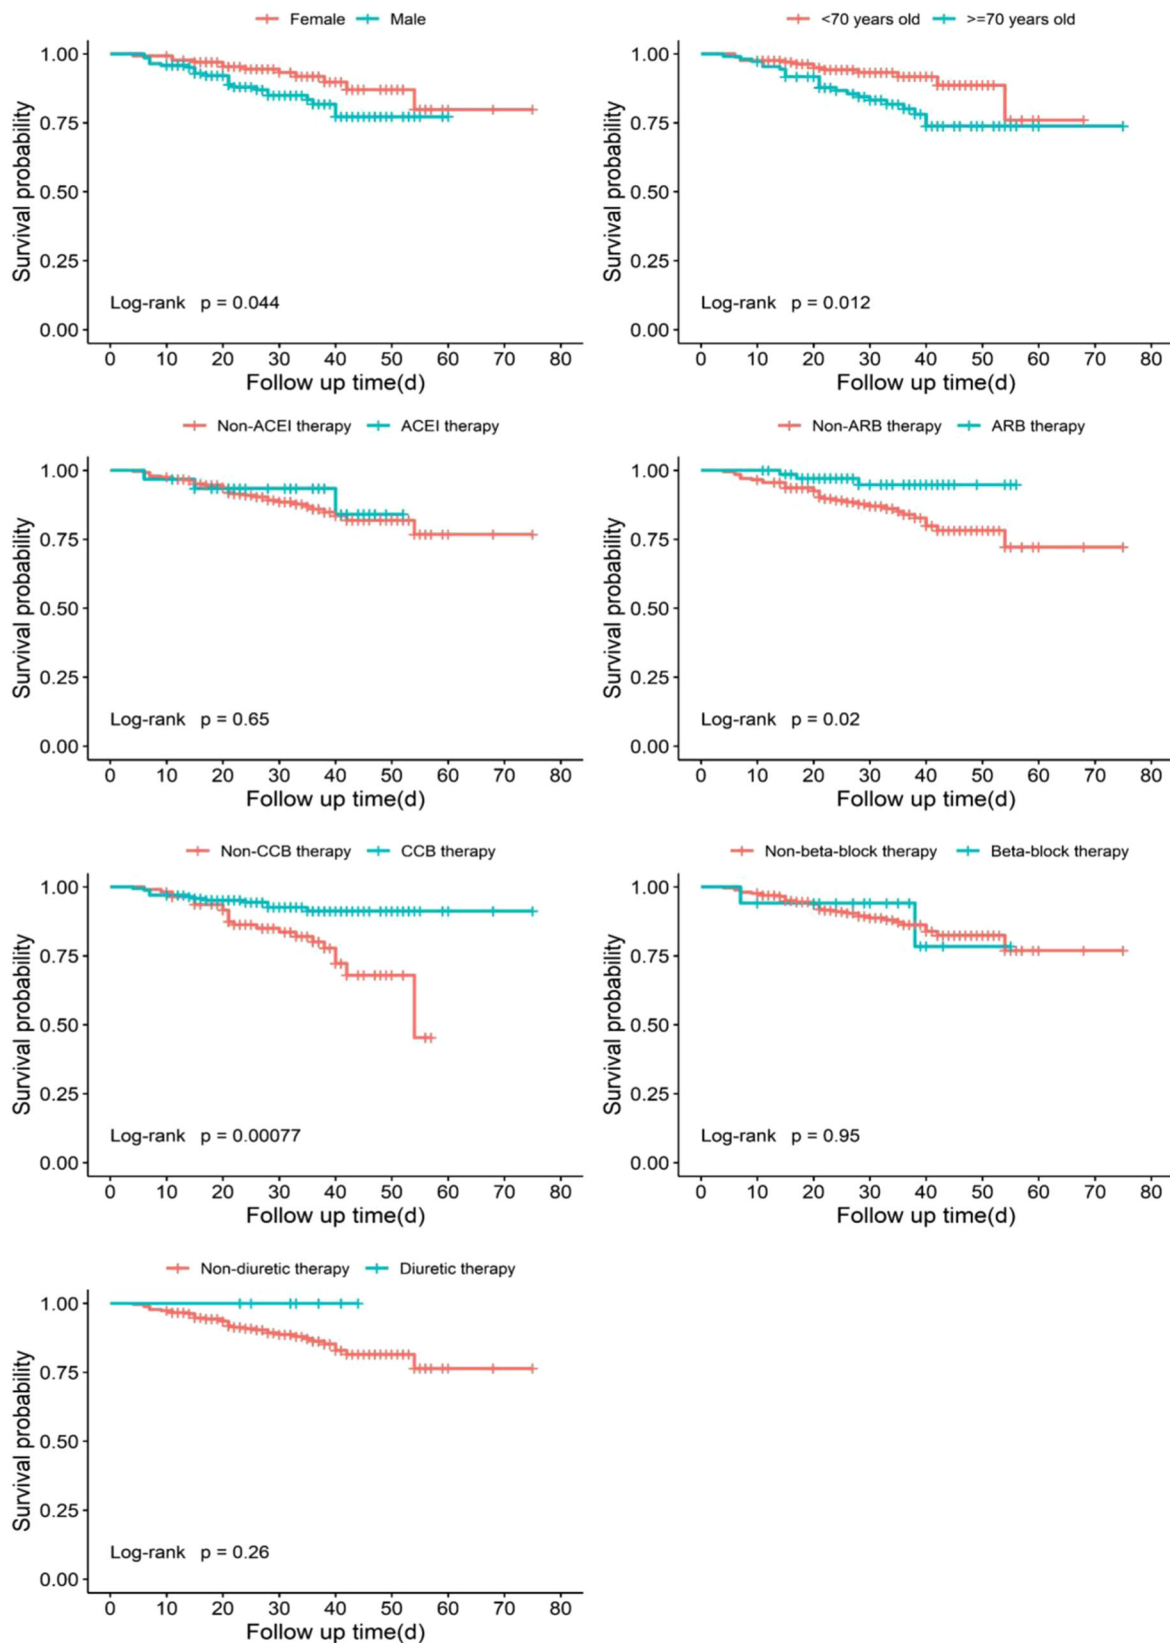 Female Male
1.00
0.75
0.50
0.25
0.00
Survival probability
Log-rank p = 0.044
0 10 20 30 40 50 60 70 80
Follow up time(d)
<70 years old >=70 years old
1.00
0.75
0.50
0.25
0.00
Survival probability
Log-rank p = 0.012
0 10 20 30 40 50 60 70 80
Follow up time(d)
Non-ACEI therapy ACEI therapy
1.00
0.75
0.50
0.25
0.00
Survival probability
Log-rank p = 0.65
0 10 20 30 40 50 60 70 80
Follow up time(d)
Non-ARB therapy ARB therapy
1.00
0.75
0.50
0.25
0.00
Survival probability
Log-rank p = 0.02
0 10 20 30 40 50 60 70 80
Follow up time(d)
Non-CCB therapy CCB therapy
1.00
0.75
0.50
0.25
0.00
Survival probability
Log-rank p = 0.00077
0 10 20 30 40 50 60 70 80
Follow up time(d)
Non-beta-block therapy Beta-block therapy
1.00
0.75
0.50
0.25
0.00
Survival probability
Log-rank p = 0.95
0 10 20 30 40 50 60 70 80
Follow up time(d)
Non-diuretic therapy Diuretic therapy
1.00
0.75
0.50
0.25
0.00
Survival probability
Log-rank p = 0.26
0 10 20 30 40 50 60 70 80
Follow up time(d)